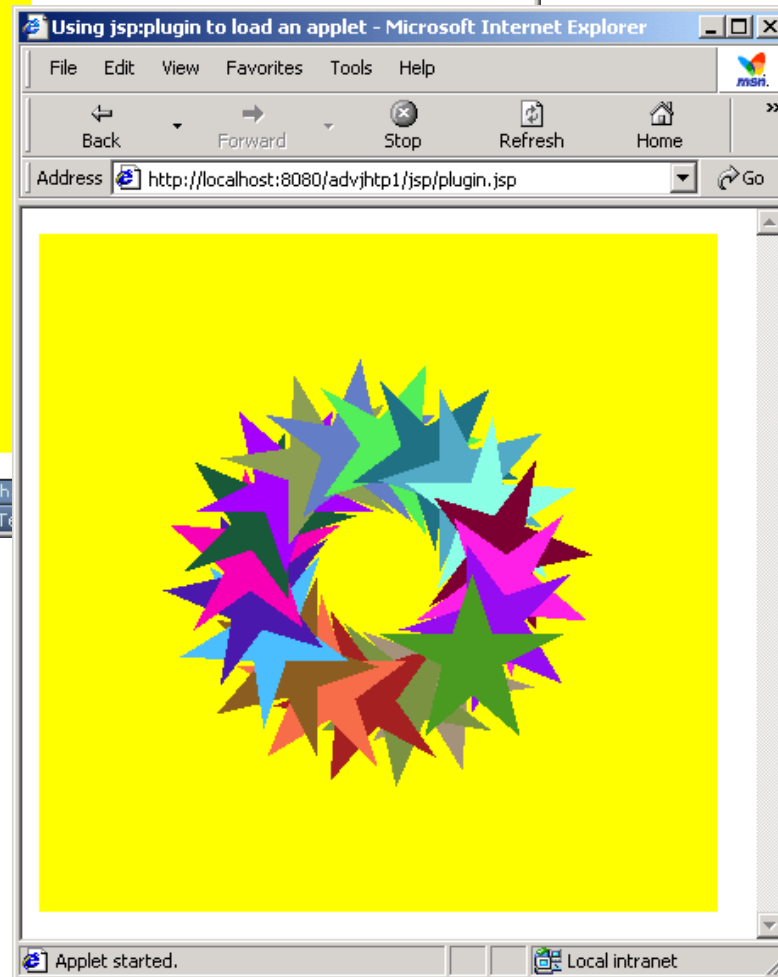 Using jsp:plugin to load an applet - Microsoft Internet Explorer
File Edit View Favorites Tools Help
msn.
Back Forward Stop Refresh Home »
Address http://localhost:8080/advjhtp1/jsp/plugin.jsp Go
h
Te
Applet started. Local intranet